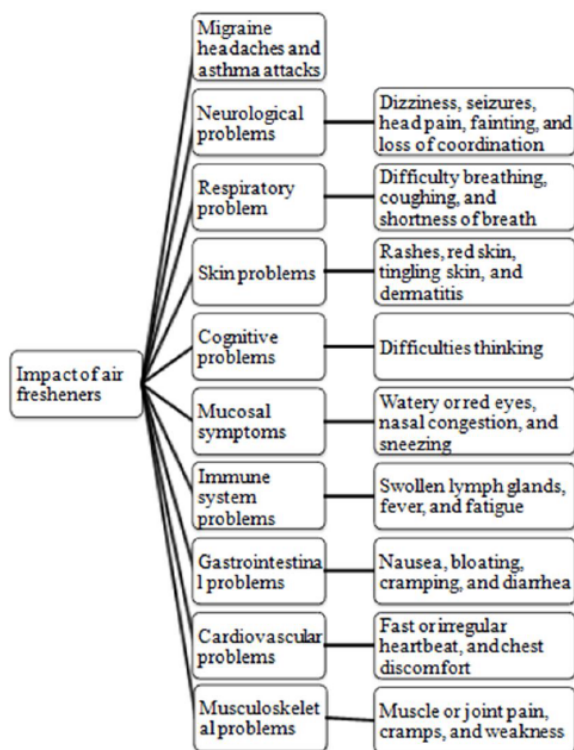 Impact of air
fresheners
Migraine
headaches and
asthma attacks
Neurological
problems
Dizziness, seizures,
head pain, fainting, and
loss of coordination
Respiratory
problem
Difficulty breathing,
coughing, and
shortness of breath
Skin problems
Rashes, red skin,
tingling skin, and
dermatitis
Cognitive
problems
Difficulties thinking
Mucosal
symptoms
Watery or red eyes,
nasal congestion, and
sneezing
Immune
system
problems
Swollen lymph glands,
fever, and fatigue
Gastrointestina
l problems
Nausea, bloating,
cramping, and diarrhea
Cardiovascular
problems
Fast or irregular
heartbeat, and chest
discomfort
Musculoskelet
al problems
Muscle or joint pain,
cramps, and weakness